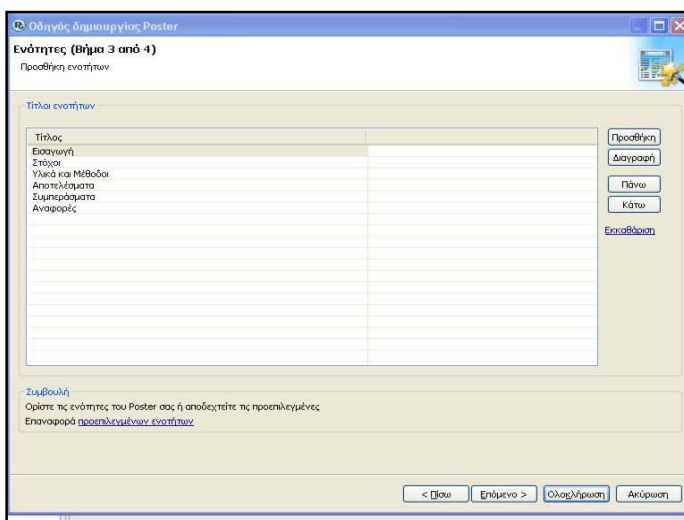 Οδηγός δημιουργίας Poster
Ενότητες (Βήμα 3 από 4)
Προσθήκη ενοτήτων
Τίτλοι ενοτήτων
Τίτλος
Εισαγωγή
Στόχοι
Υλικά και Μέθοδοι
Αποτελέσματα
Συμπεράσματα
Αναφορές
Προσθήκη
Διαγραφή
Πάνω
Κάτω
Εκκαθάριση
Συμβουλή
Ορίστε τις ενότητες του Poster σας ή αποδεχτείτε τις προεπιλεγμένες
Επαναφορά προεπιλεγμένων ενοτήτων
< Πίσω Επόμενο > Ολοκλήρωση Ακύρωση